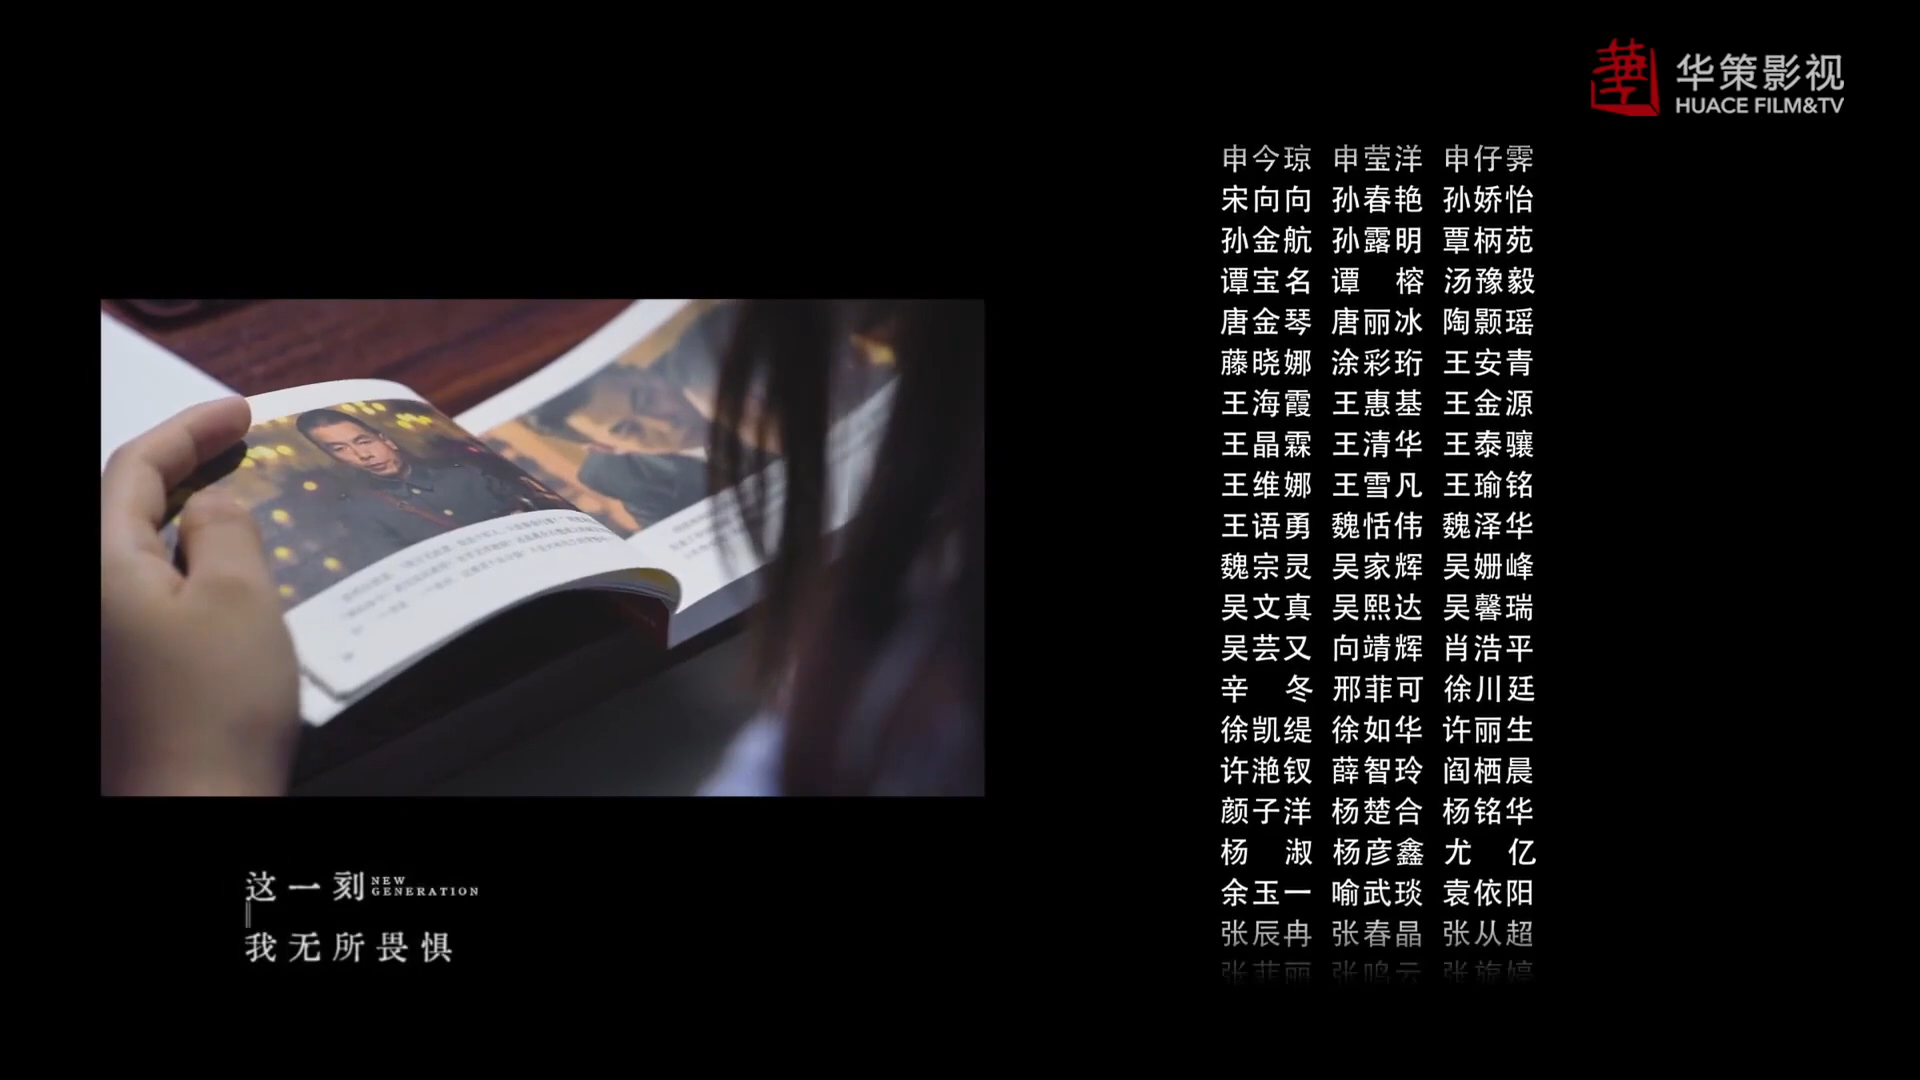 华策影视
HUACE FILM&TV
申今琼 申莹洋 申仔霁
宋向向 孙春艳 孙娇怡
孙金航 孙露明 覃柄苑
谭宝名 谭 榕 汤豫毅
唐金琴 唐丽冰 陶颢瑶
藤晓娜 涂彩珩 王安青
王海霞 王惠基 王金源
王晶霖 王清华 王泰骧
王维娜 王雪凡 王瑜铭
王语勇 魏恬伟 魏泽华
魏宗灵 吴家辉 吴姗峰
吴文真 吴熙达 吴馨瑞
吴芸又 向靖辉 肖浩平
辛 冬 邢菲可 徐川廷
徐凯缇 徐如华 许丽生
许滟钗 薛智玲 阎栖晨
颜子洋 杨楚合 杨铭华
杨 淑 杨彦鑫 尤 亿
余玉一 喻武琰 袁依阳
张辰冉 张春晶 张从超
这一刻 NEW GENERATION
我无所畏惧